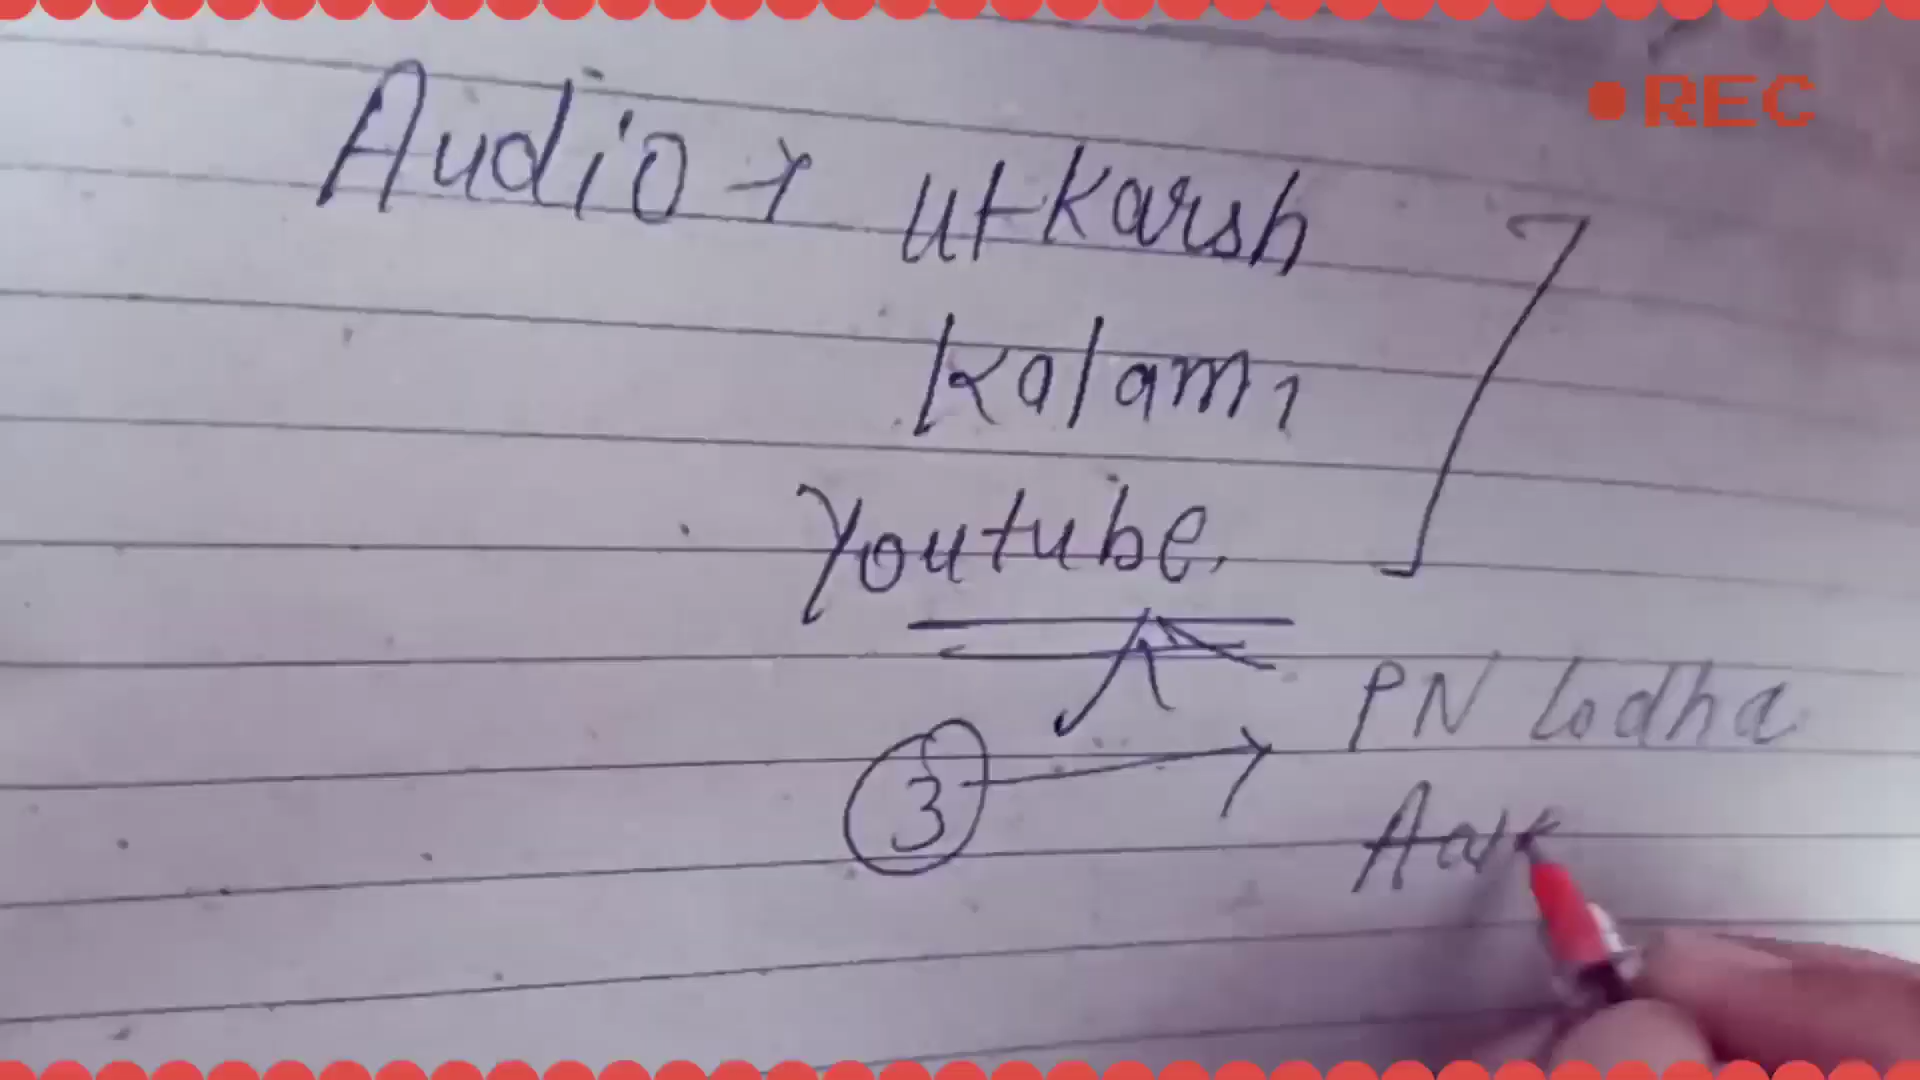 REC
Audio → utkarsh
Kalam,
Youtube.
3 → PN Lodha